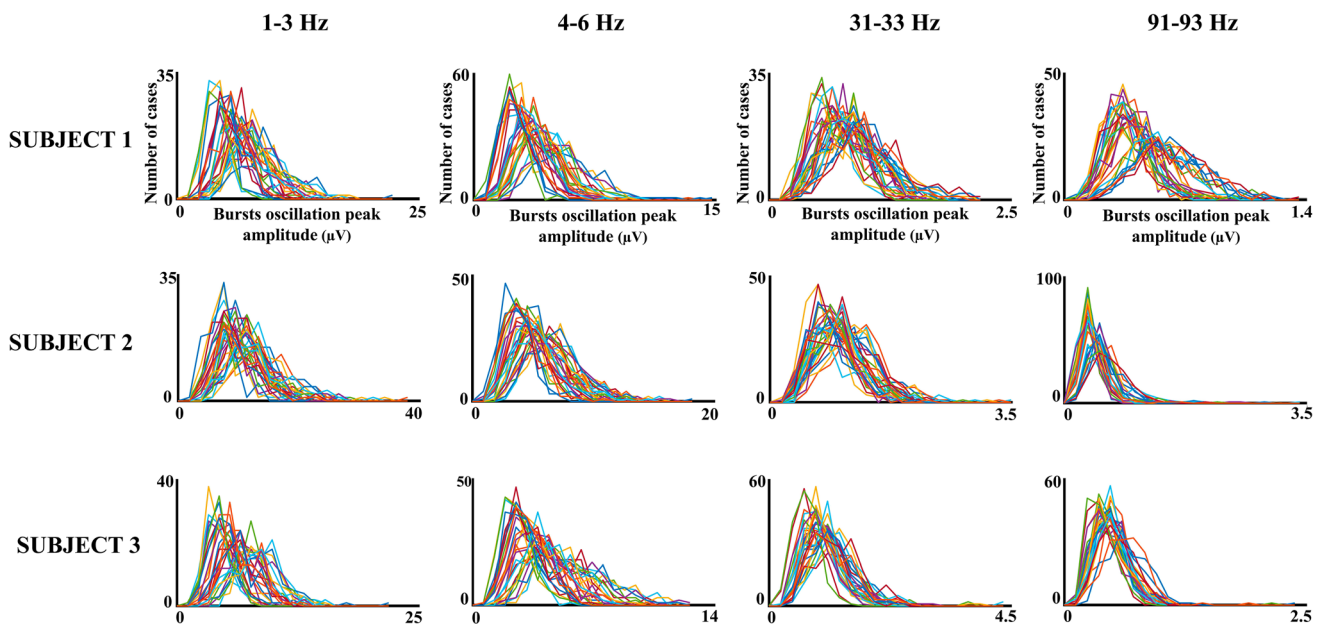 1-3 Hz 4-6 Hz 31-33 Hz 91-93 Hz
SUBJECT 1
35
Number of cases
0
0 25
Bursts oscillation peak
amplitude (µV)
60
Number of cases
0
0 15
Bursts oscillation peak
amplitude (µV)
35
Number of cases
0
0 2.5
Bursts oscillation peak
amplitude (µV)
50
Number of cases
0
0 1.4
Bursts oscillation peak
amplitude (µV)
SUBJECT 2
35
0
0 40
50
0
0 20
50
0
0 3.5
100
0
0 3.5
SUBJECT 3
40
0
0 25
50
0
0 14
60
0
0 4.5
60
0
0 2.5